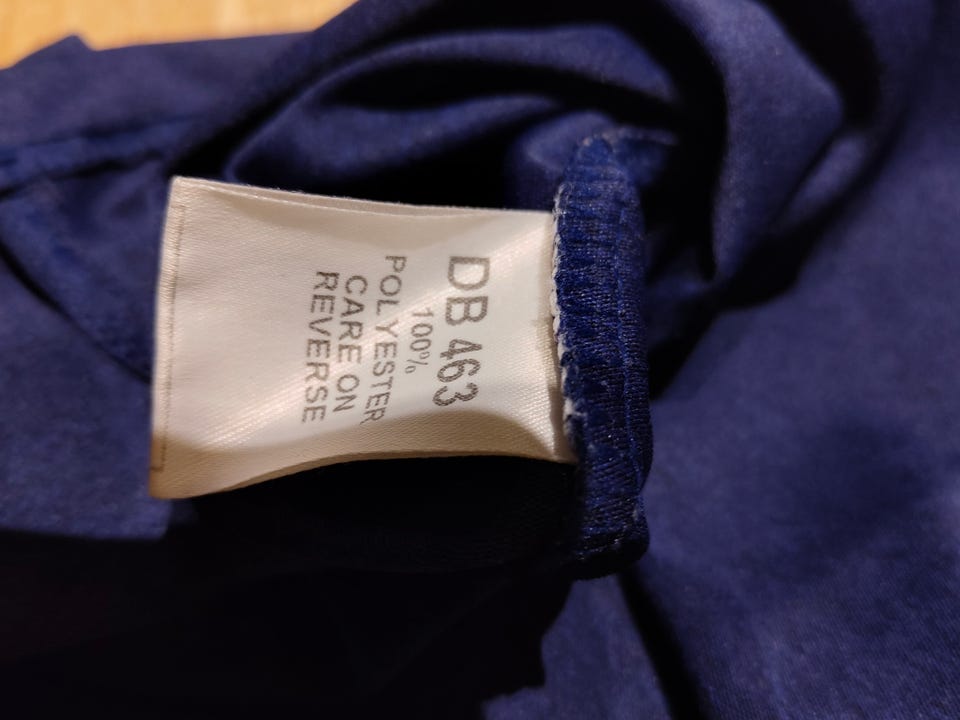 DB 463
100%
POLYESTER
CARE ON
REVERSE